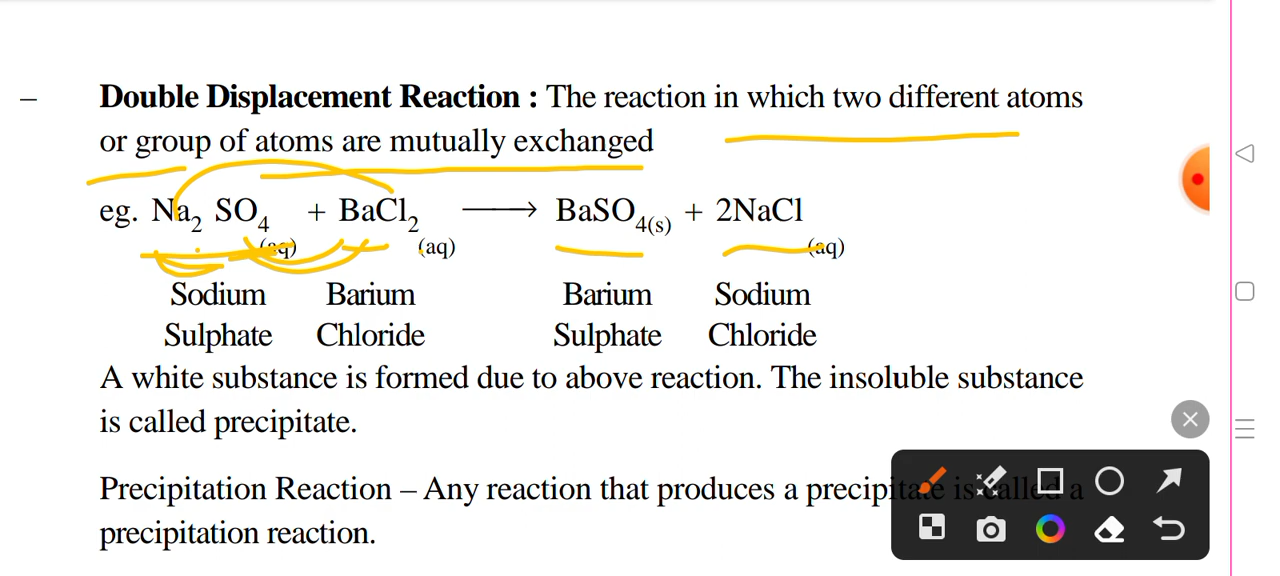 – Double Displacement Reaction : The reaction in which two different atoms
or group of atoms are mutually exchanged
eg. Na₂ SO₄ (aq) + BaCl₂ (aq) ⟶ BaSO₄(s) + 2NaCl (aq)
Sodium Barium Barium Sodium
Sulphate Chloride Sulphate Chloride
A white substance is formed due to above reaction. The insoluble substance
is called precipitate.
Precipitation Reaction – Any reaction that produces a precipitate is called a
precipitation reaction.